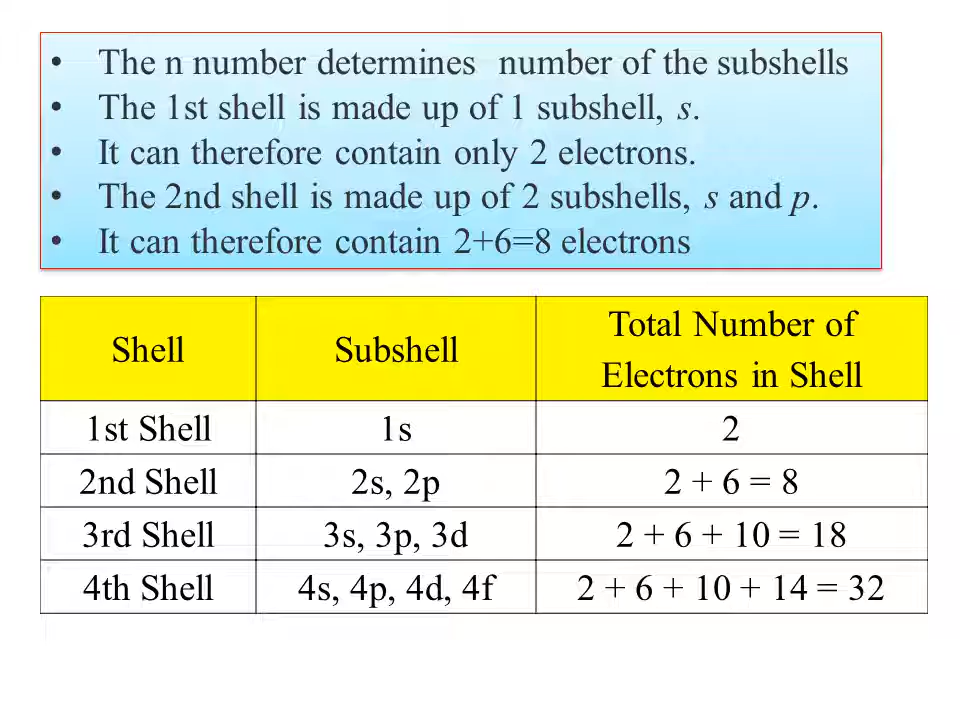 • The n number determines number of the subshells
• The 1st shell is made up of 1 subshell, s.
• It can therefore contain only 2 electrons.
• The 2nd shell is made up of 2 subshells, s and p.
• It can therefore contain 2+6=8 electrons
Shell Subshell Total Number of
Electrons in Shell
1st Shell 1s 2
2nd Shell 2s, 2p 2 + 6 = 8
3rd Shell 3s, 3p, 3d 2 + 6 + 10 = 18
4th Shell 4s, 4p, 4d, 4f 2 + 6 + 10 + 14 = 32